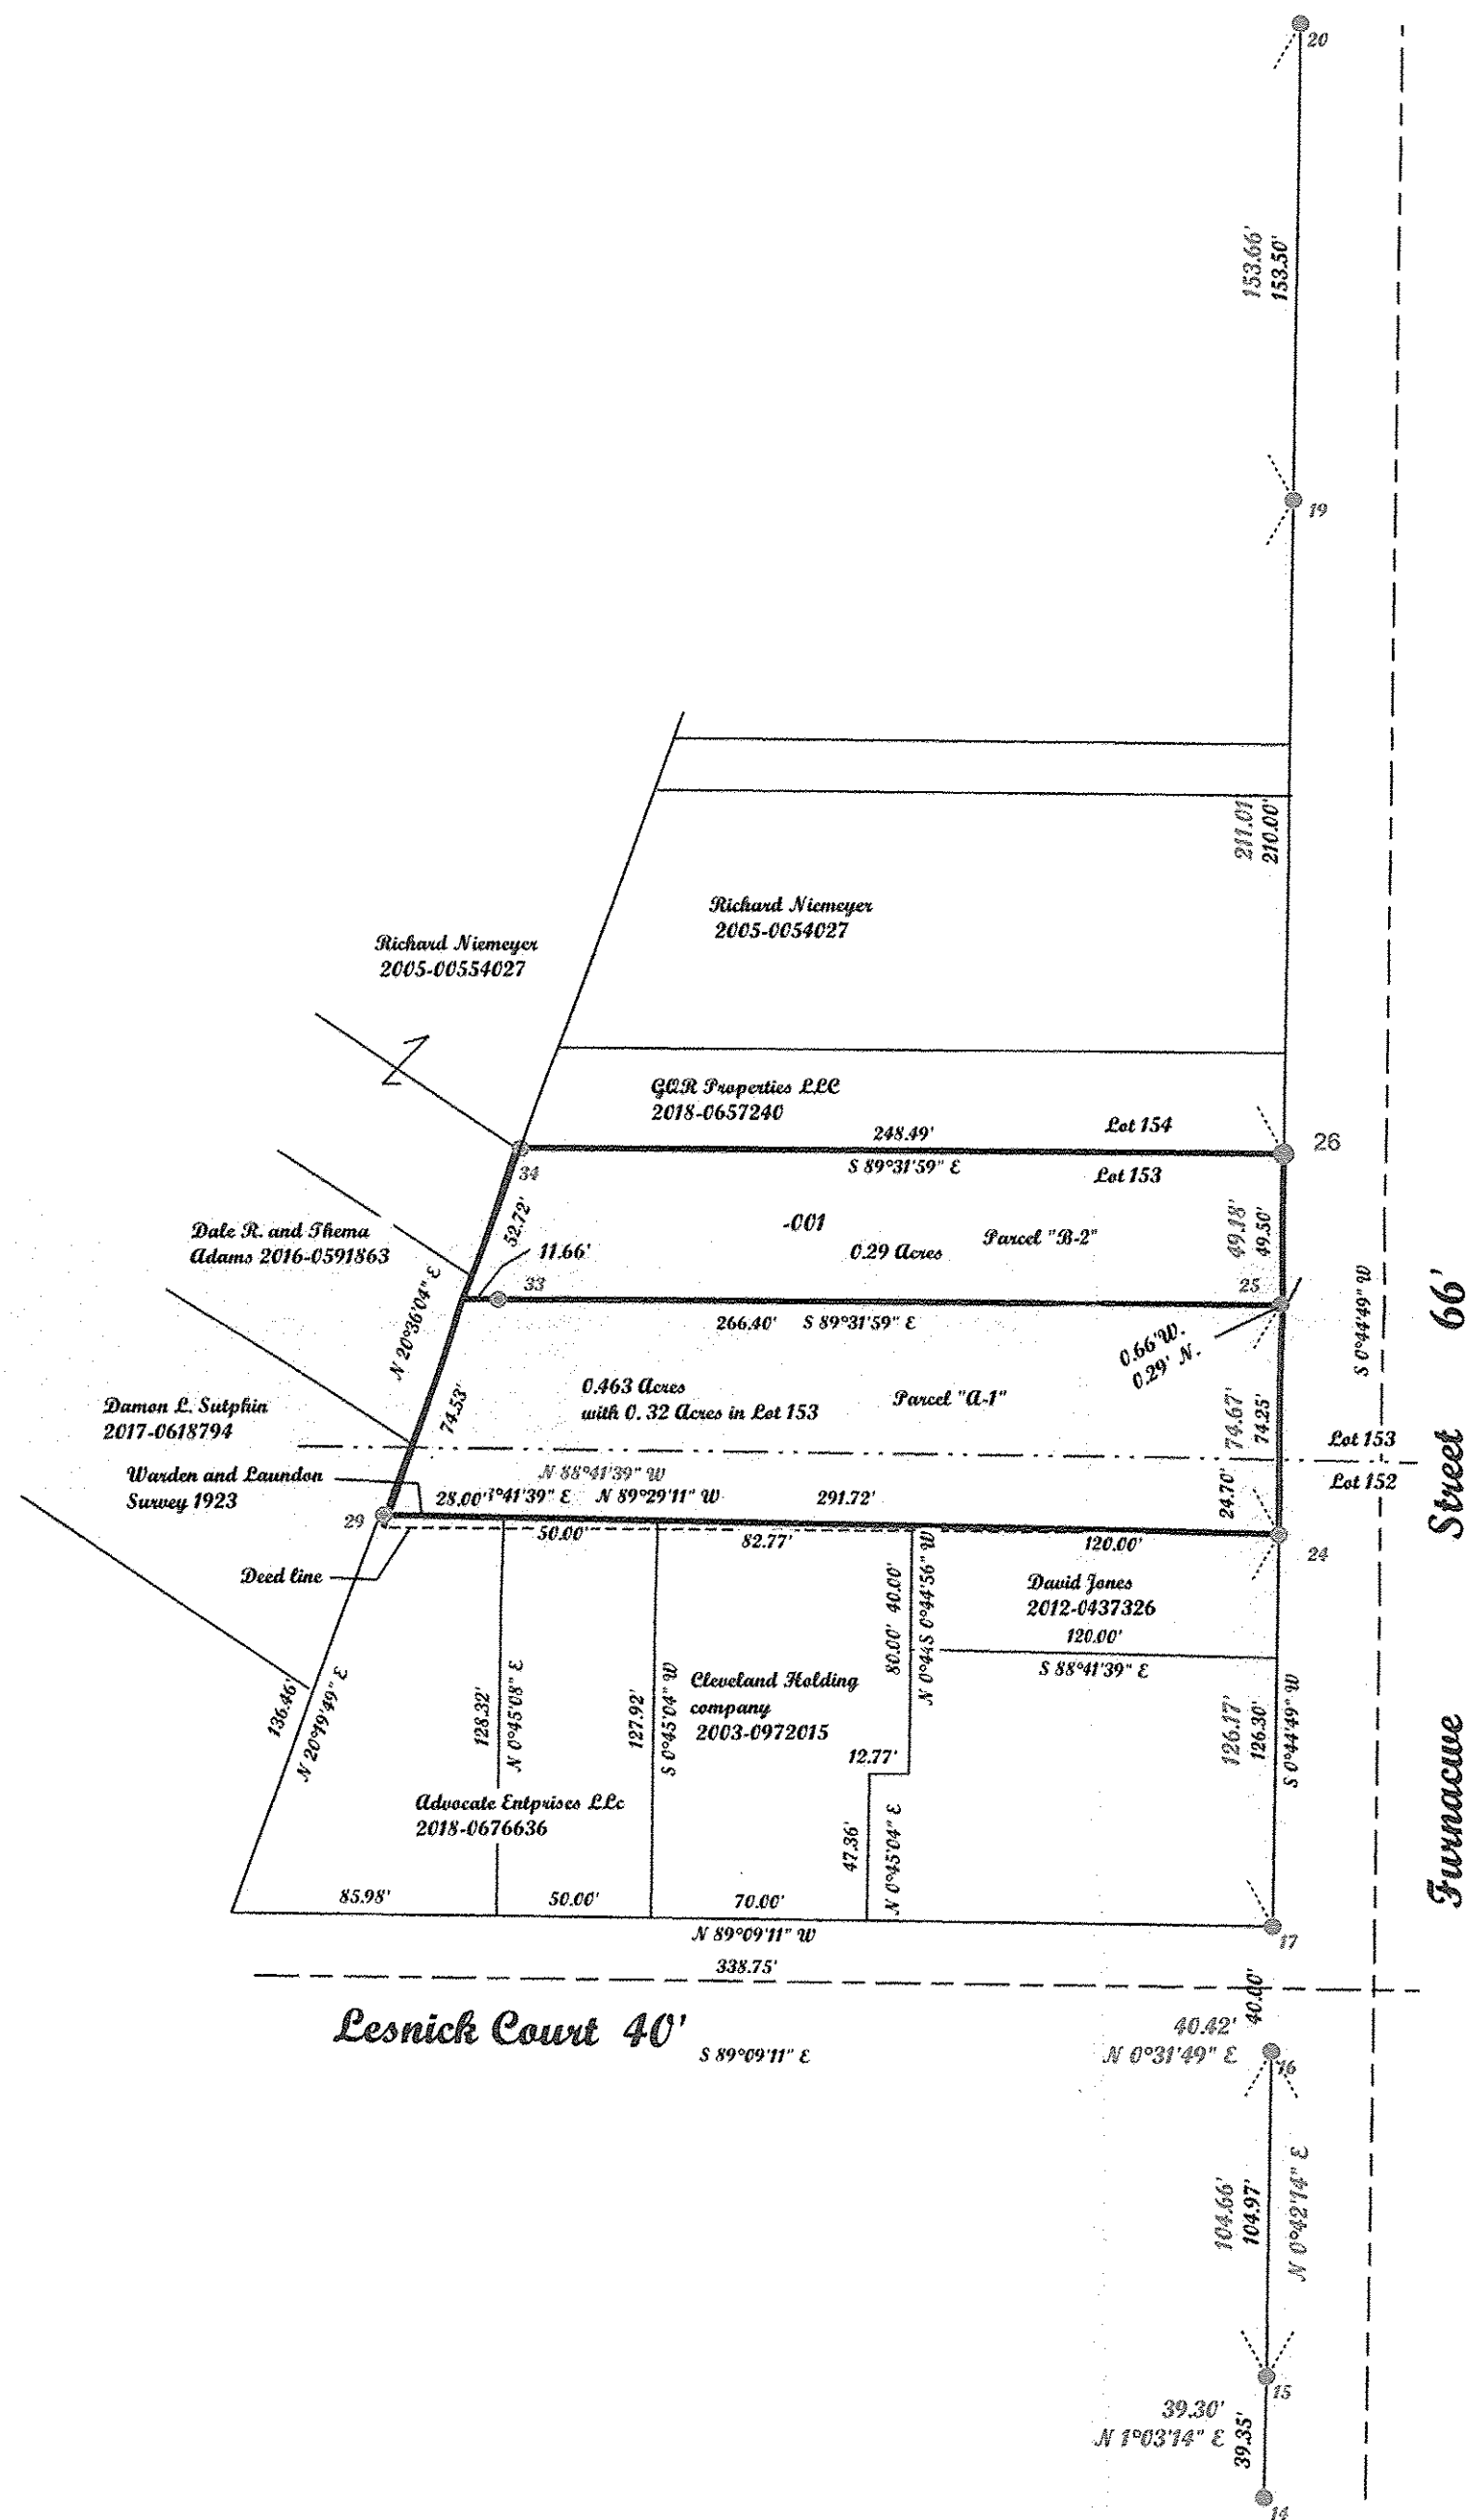 20
153.66'
153.50'
19
211.01
210.00'
Richard Niemeyer
2005-0054027
Richard Niemeyer
2005-00554027
GQR Properties LLC
2018-0657240
248.49'
Lot 154
S 89°31'59" E
Lot 153
26
34
52.72'
-001
0.29 Acres
Parcel "B-2"
49.18'
49.50'
Dale R. and Thema
Adams 2016-0591863
11.66'
33
25
N 20°36'04" E
266.40' S 89°31'59" E
0.66'W.
0.29' N.
S 0°44'49" W
74.53'
0.463 Acres
with 0. 32 Acres in Lot 153
Parcel "A-1"
74.67'
74.25'
Damon L. Sutphin
2017-0618794
Lot 153
Lot 152
Warden and Laundon
Survey 1923
N 88°41'39" W
28.00' °41'39" E N 89°29'11" W 291.72'
24.70'
29
50.00'
82.77'
120.00'
24
Deed line
David Jones
2012-0437326
120.00'
S 88°41'39" E
80.00' 40.00'
N 0°44 S 0°44'56" W
136.46'
N 20°19'49" E
128.32'
N 0°45'08" E
127.92'
S 0°45'04" W
Cleveland Holding
company
2003-0972015
12.77'
126.17'
126.30'
S 0°44'49" W
Advocate Entprises LLc
2018-0676636
47.36'
N 0°45'04" E
85.98'
50.00'
70.00'
N 89°09'11" W
338.75'
17
Lesnick Court 40'
S 89°09'11" E
40.00'
40.42'
N 0°31'49" E
16
104.66'
104.97'
N 0°42'14" E
15
39.30'
N 1°03'14" E
39.35'
14
Furnacwe Street 66'